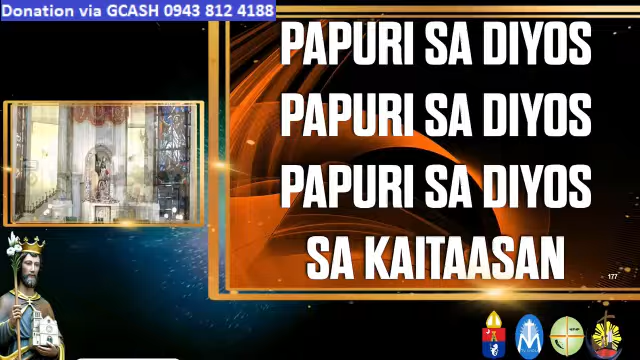 Donation via GCASH 0943 812 4188
PAPURI SA DIYOS
PAPURI SA DIYOS
PAPURI SA DIYOS
SA KAITAASAN
177